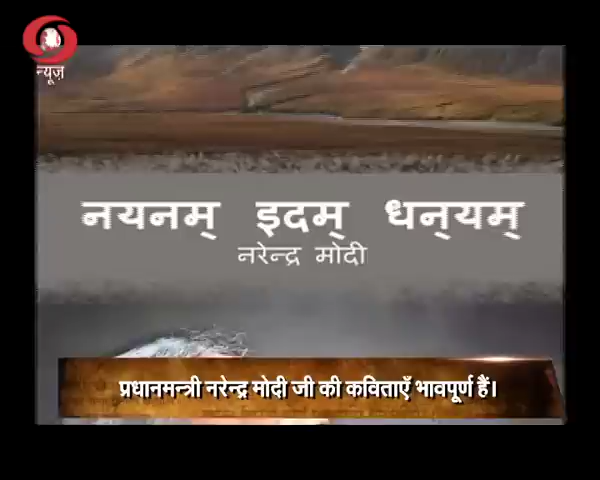 न्यूज़
नयनम् इदम् धन्यम्
नरेन्द्र मोदी
प्रधानमन्त्री नरेन्द्र मोदी जी की कविताएँ भावपूर्ण हैं।